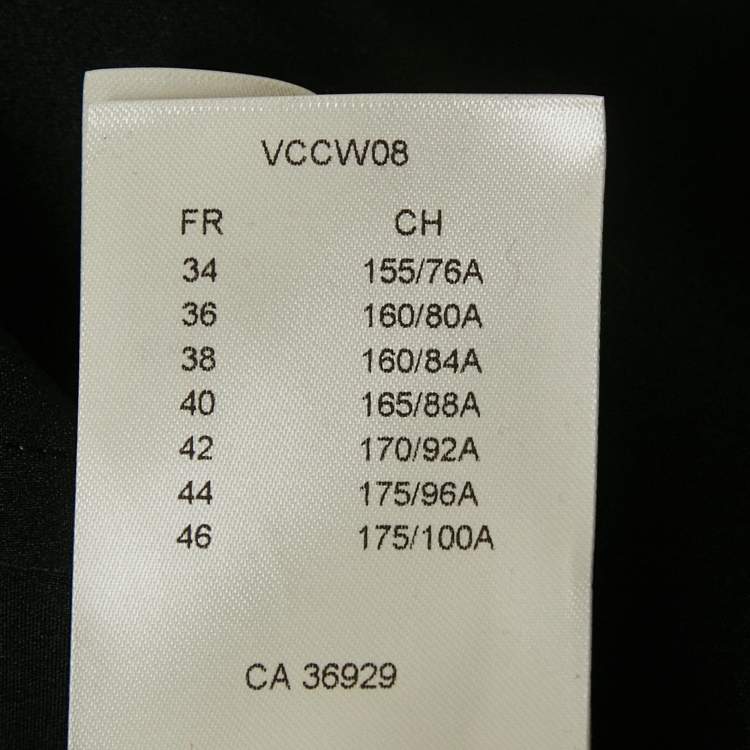 VCCW08
FR CH
34 155/76A
36 160/80A
38 160/84A
40 165/88A
42 170/92A
44 175/96A
46 175/100A
CA 36929